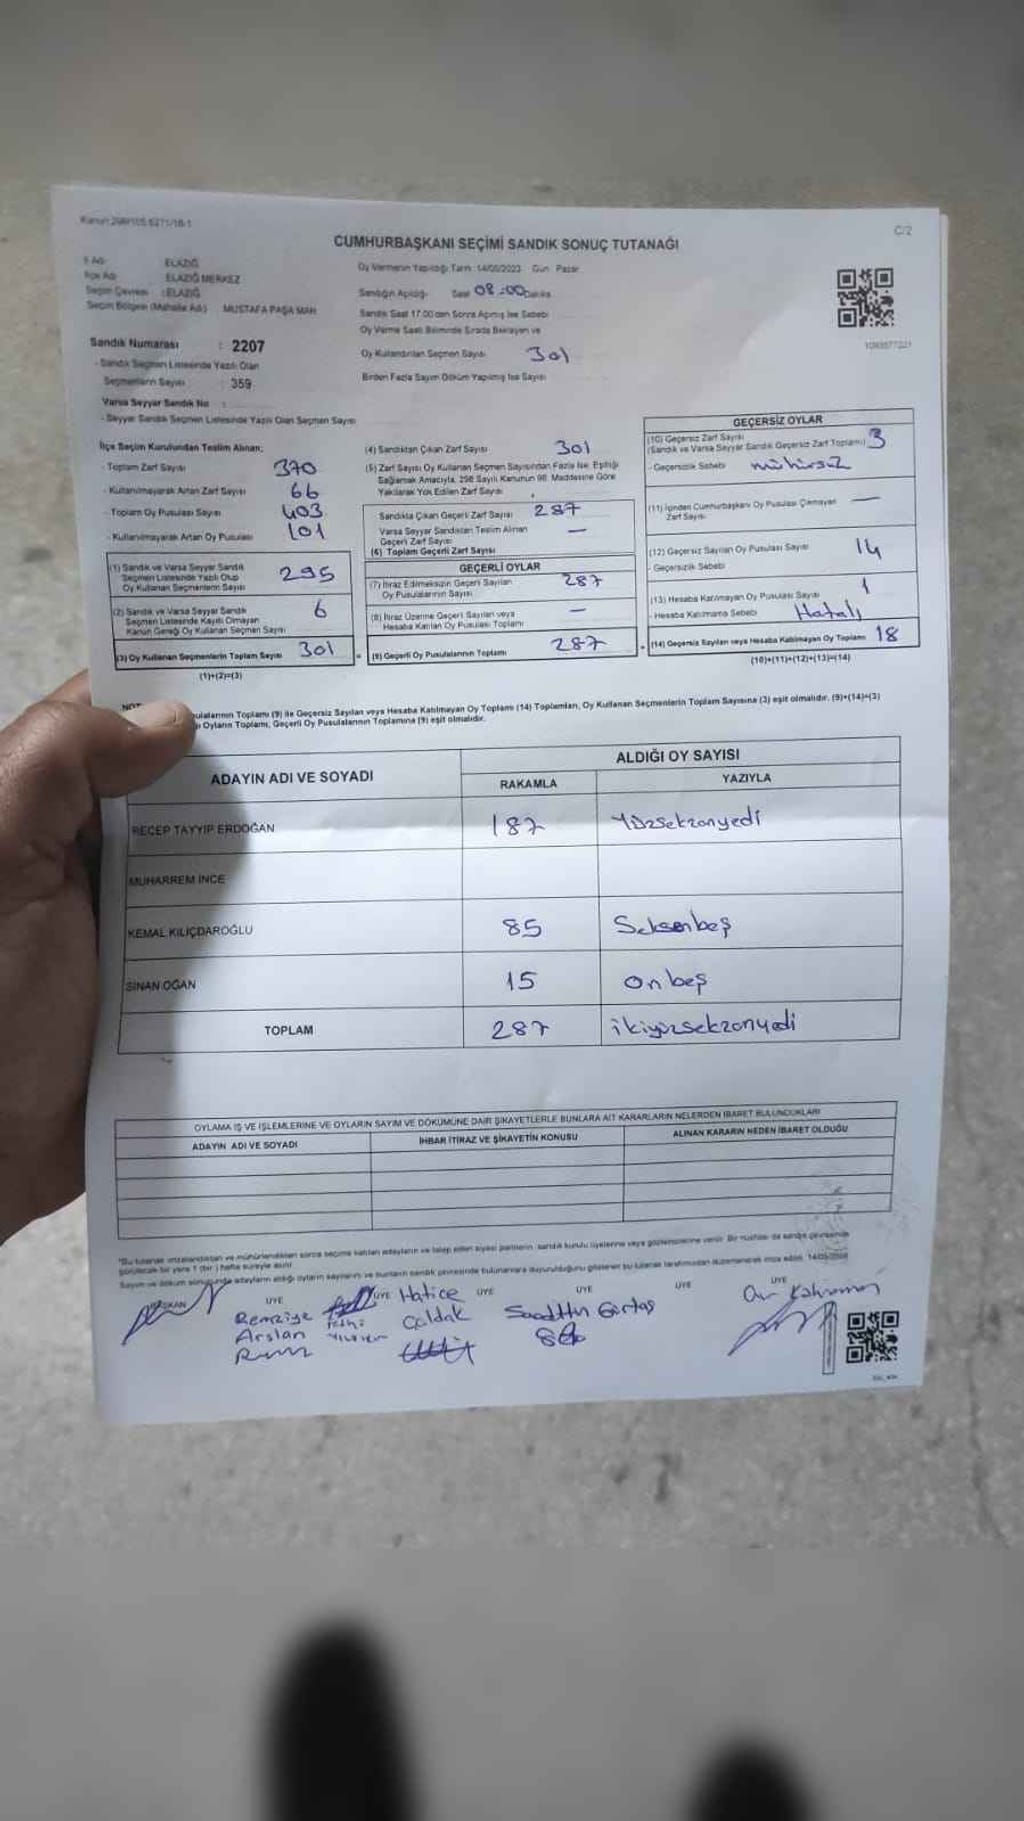 Kanun:298/105,6271/18-1
C/2
CUMHURBAŞKANI SEÇİMİ SANDIK SONUÇ TUTANAĞI
İl Adı : ELAZIĞ
İlçe Adı : ELAZIĞ MERKEZ
Seçim Çevresi : ELAZIĞ
Seçim Bölgesi (Mahalle Adı) : MUSTAFA PAŞA MAH
Sandık Numarası : 2207
- Sandık Seçmen Listesinde Yazılı Olan
Seçmenlerin Sayısı : 359
Varsa Seyyar Sandık No :
- Seyyar Sandık Seçmen Listesinde Yazılı Olan Seçmen Sayısı
Oy Vermenin Yapıldığı Tarih : 14/05/2023 Gün : Pazar
Sandığın Açıldığı- Saat 08:00 Dakika
Sandık Saat 17.00'den Sonra Açılmış İse Sebebi
Oy Verme Saati Bitiminde Sırada Bekleyen ve
Oy Kullandırılan Seçmen Sayısı 301
Birden Fazla Sayım Döküm Yapılmış İse Sayısı
İlçe Seçim Kurulundan Teslim Alınan:
- Toplam Zarf Sayısı 370
- Kullanılmayarak Artan Zarf Sayısı 66
- Toplam Oy Pusulası Sayısı 403
- Kullanılmayarak Artan Oy Pusulası 101
(1) Sandık ve Varsa Seyyar Sandık
Seçmen Listesinde Yazılı Olup
Oy Kullanan Seçmenlerin Sayısı 295
(2) Sandık ve Varsa Seyyar Sandık
Seçmen Listesinde Kayıtlı Olmayan
Kanun Gereği Oy Kullanan Seçmen Sayısı 6
(3) Oy Kullanan Seçmenlerin Toplam Sayısı 301
(1)+(2)=(3)
(4) Sandıktan Çıkan Zarf Sayısı 301
(5) Zarf Sayısı Oy Kullanan Seçmen Sayısından Fazla İse, Eşitliği
Sağlamak Amacıyla, 298 Sayılı Kanunun 98. Maddesine Göre
Yakılarak Yok Edilen Zarf Sayısı
Sandıkta Çıkan Geçerli Zarf Sayısı 287
Varsa Seyyar Sandıktan Teslim Alınan
Geçerli Zarf Sayısı —
(6) Toplam Geçerli Zarf Sayısı
GEÇERLİ OYLAR
(7) İtiraz Edilmeksizin Geçerli Sayılan
Oy Pusulalarının Sayısı 287
(8) İtiraz Üzerine Geçerli Sayılan veya
Hesaba Katılan Oy Pusulası Toplamı —
(9) Geçerli Oy Pusulalarının Toplamı 287
GEÇERSİZ OYLAR
(10) Geçersiz Zarf Sayısı
(Sandık ve Varsa Seyyar Sandık Geçersiz Zarf Toplamı) 3
- Geçersizlik Sebebi mühürsüz
(11) İçinden Cumhurbaşkanı Oy Pusulası Çıkmayan
Zarf Sayısı —
(12) Geçersiz Sayılan Oy Pusulası Sayısı 14
- Geçersizlik Sebebi
(13) Hesaba Katılmayan Oy Pusulası Sayısı 1
- Hesaba Katılmama Sebebi Hatalı
(14) Geçersiz Sayılan veya Hesaba Katılmayan Oy Toplamı 18
(10)+(11)+(12)+(13)=(14)
pusulalarının Toplamı (9) ile Geçersiz Sayılan veya Hesaba Katılmayan Oy Toplamı (14) Toplamları, Oy Kullanan Seçmenlerin Toplam Sayısına (3) eşit olmalıdır. (9)+(14)=(3)
Oyların Toplamı, Geçerli Oy Pusulalarının Toplamına (9) eşit olmalıdır.
ADAYIN ADI VE SOYADI ALDIĞI OY SAYISI
RAKAMLA YAZIYLA
RECEP TAYYİP ERDOĞAN 187 Yüzsekzanyedi
MUHARREM İNCE
KEMAL KILIÇDAROĞLU 85 Seksenbeş
SİNAN OĞAN 15 Onbeş
TOPLAM 287 ikiyüzsekzanyedi
OYLAMA İŞ VE İŞLEMLERİNE VE OYLARIN SAYIM VE DÖKÜMÜNE DAİR ŞİKAYETLERLE BUNLARA AİT KARARLARIN NELERDEN İBARET BULUNDUKLARI
ADAYIN ADI VE SOYADI İHBAR İTİRAZ VE ŞİKAYETİN KONUSU ALINAN KARARIN NEDEN İBARET OLDUĞU
BAŞKAN ÜYE ÜYE ÜYE ÜYE ÜYE ÜYE
Remziye Arslan
Hatice Caldak